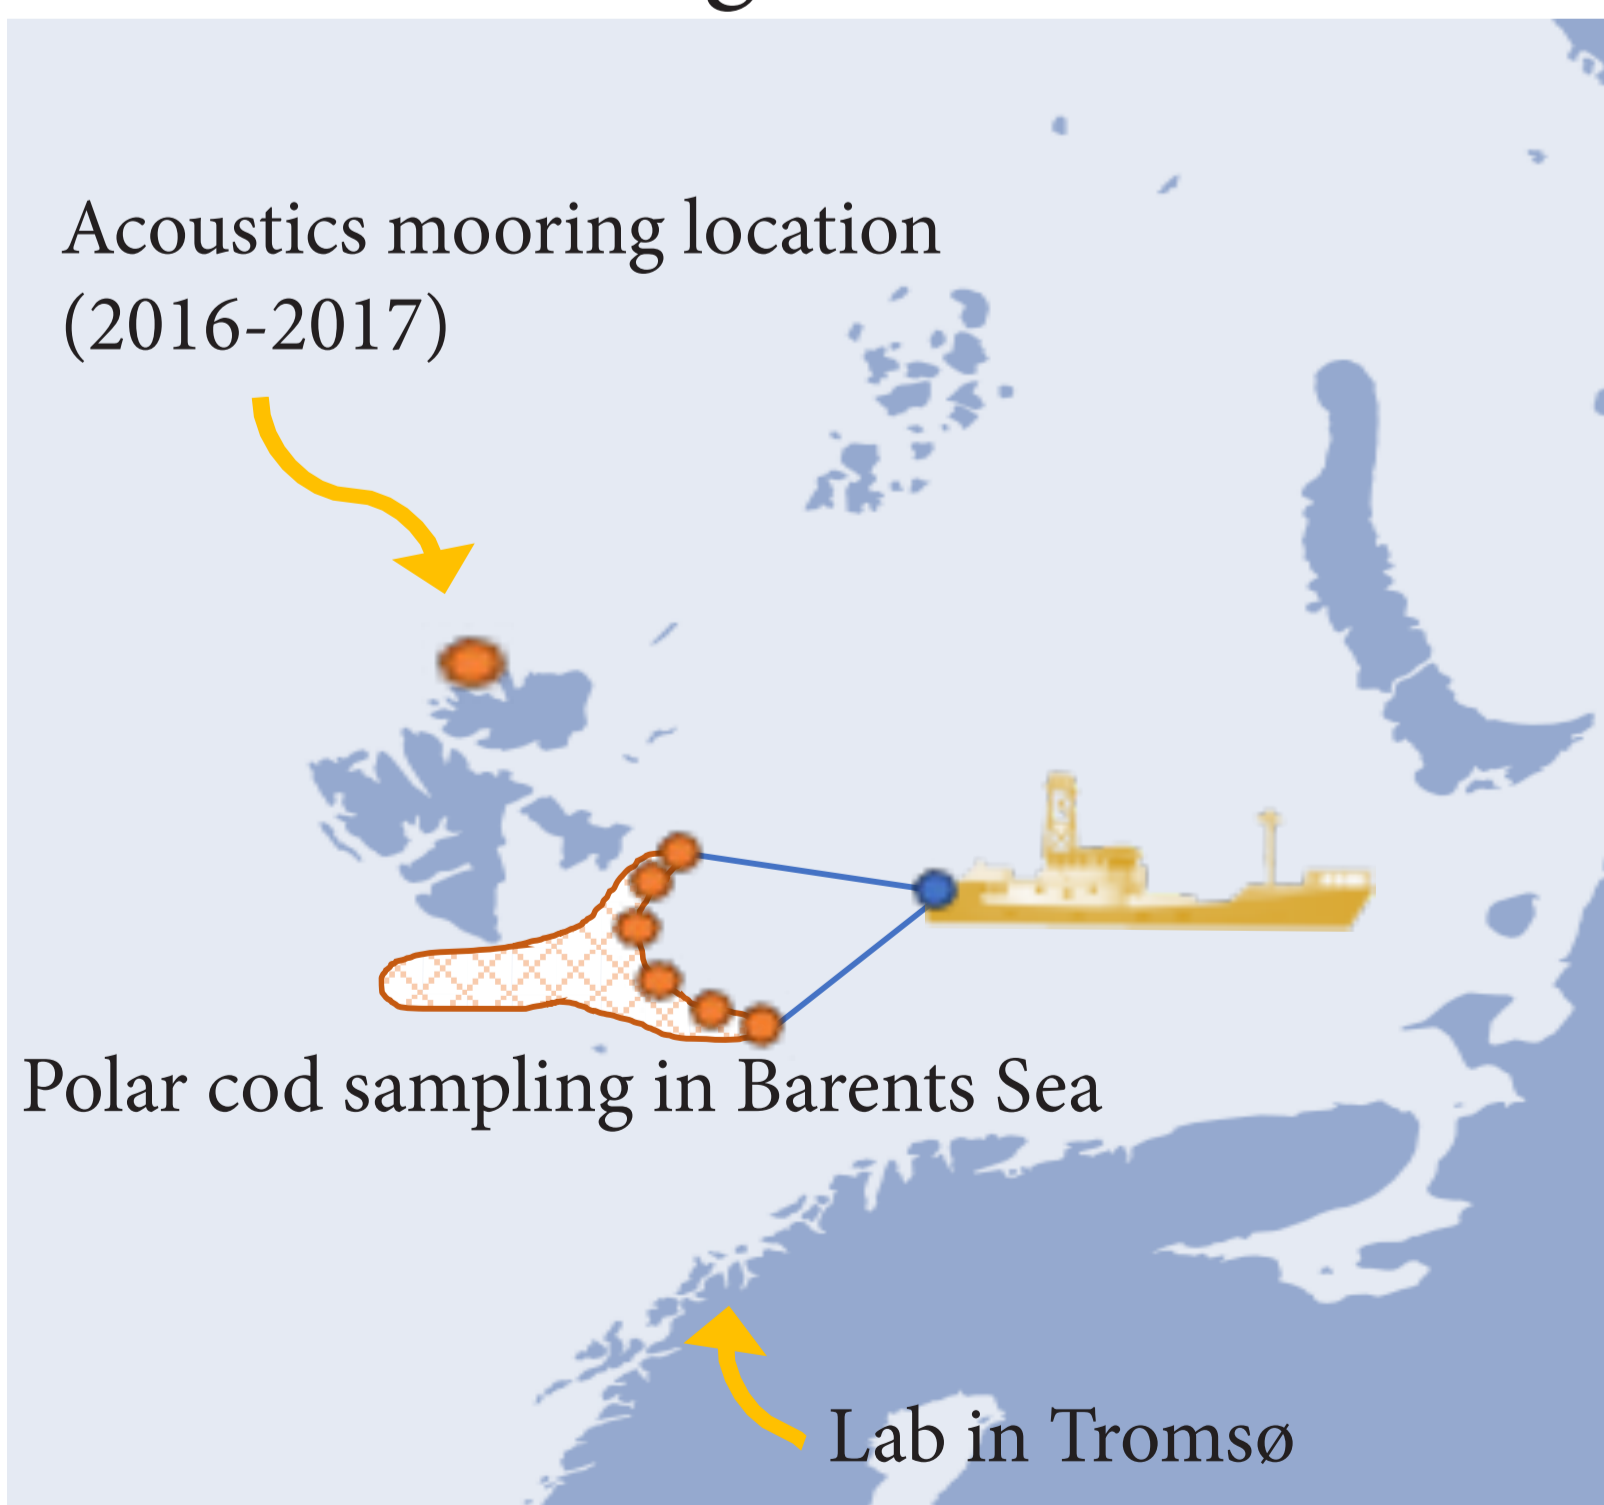 Acoustics mooring location
(2016-2017)
Polar cod sampling in Barents Sea
Lab in Tromsø